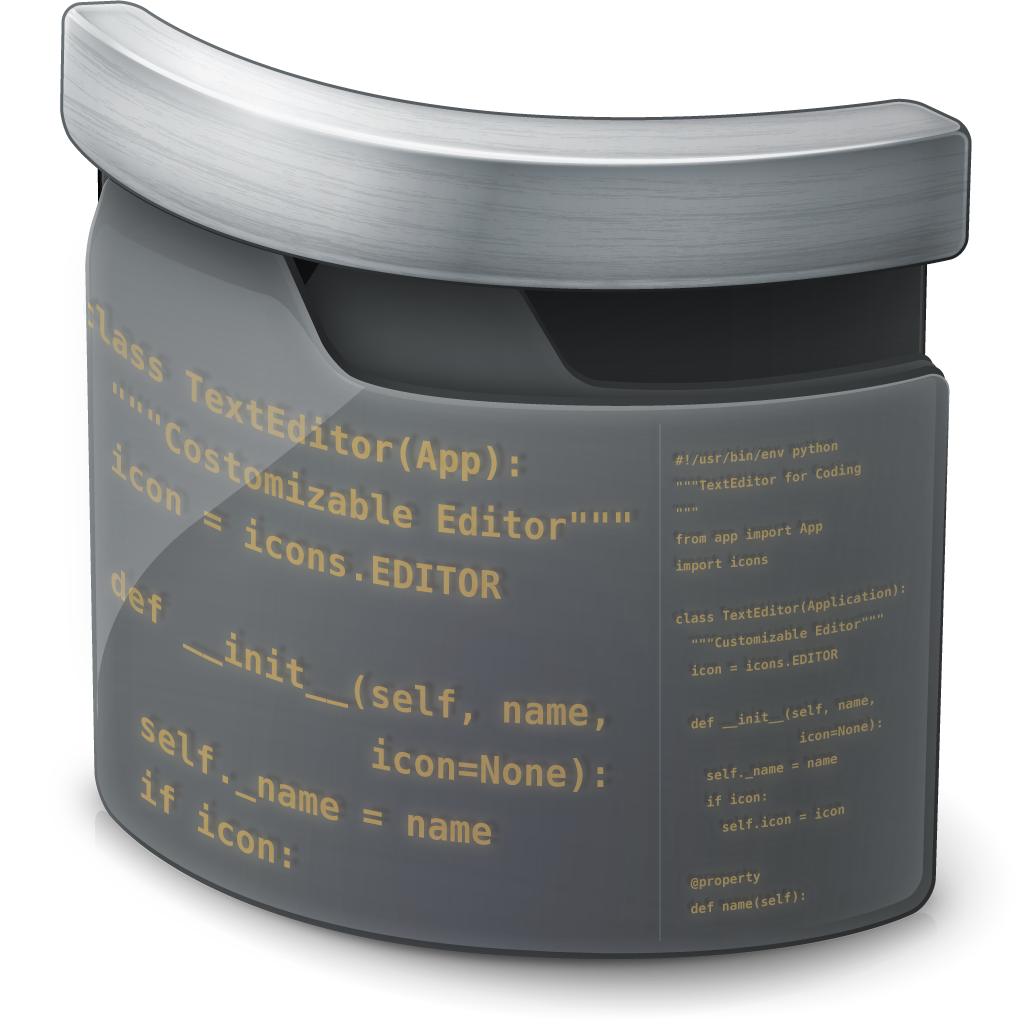 class TextEditor(App):
"""Costomizable Editor"""
icon = icons.EDITOR
def __init__(self, name,
icon=None):
self._name = name
if icon:
#!/usr/bin/env python
"""TextEditor for Coding
"""
from app import App
import icons
class TextEditor(Application):
"""Customizable Editor"""
icon = icons.EDITOR
def __init__(self, name,
icon=None):
self._name = name
if icon:
self.icon = icon
@property
def name(self):